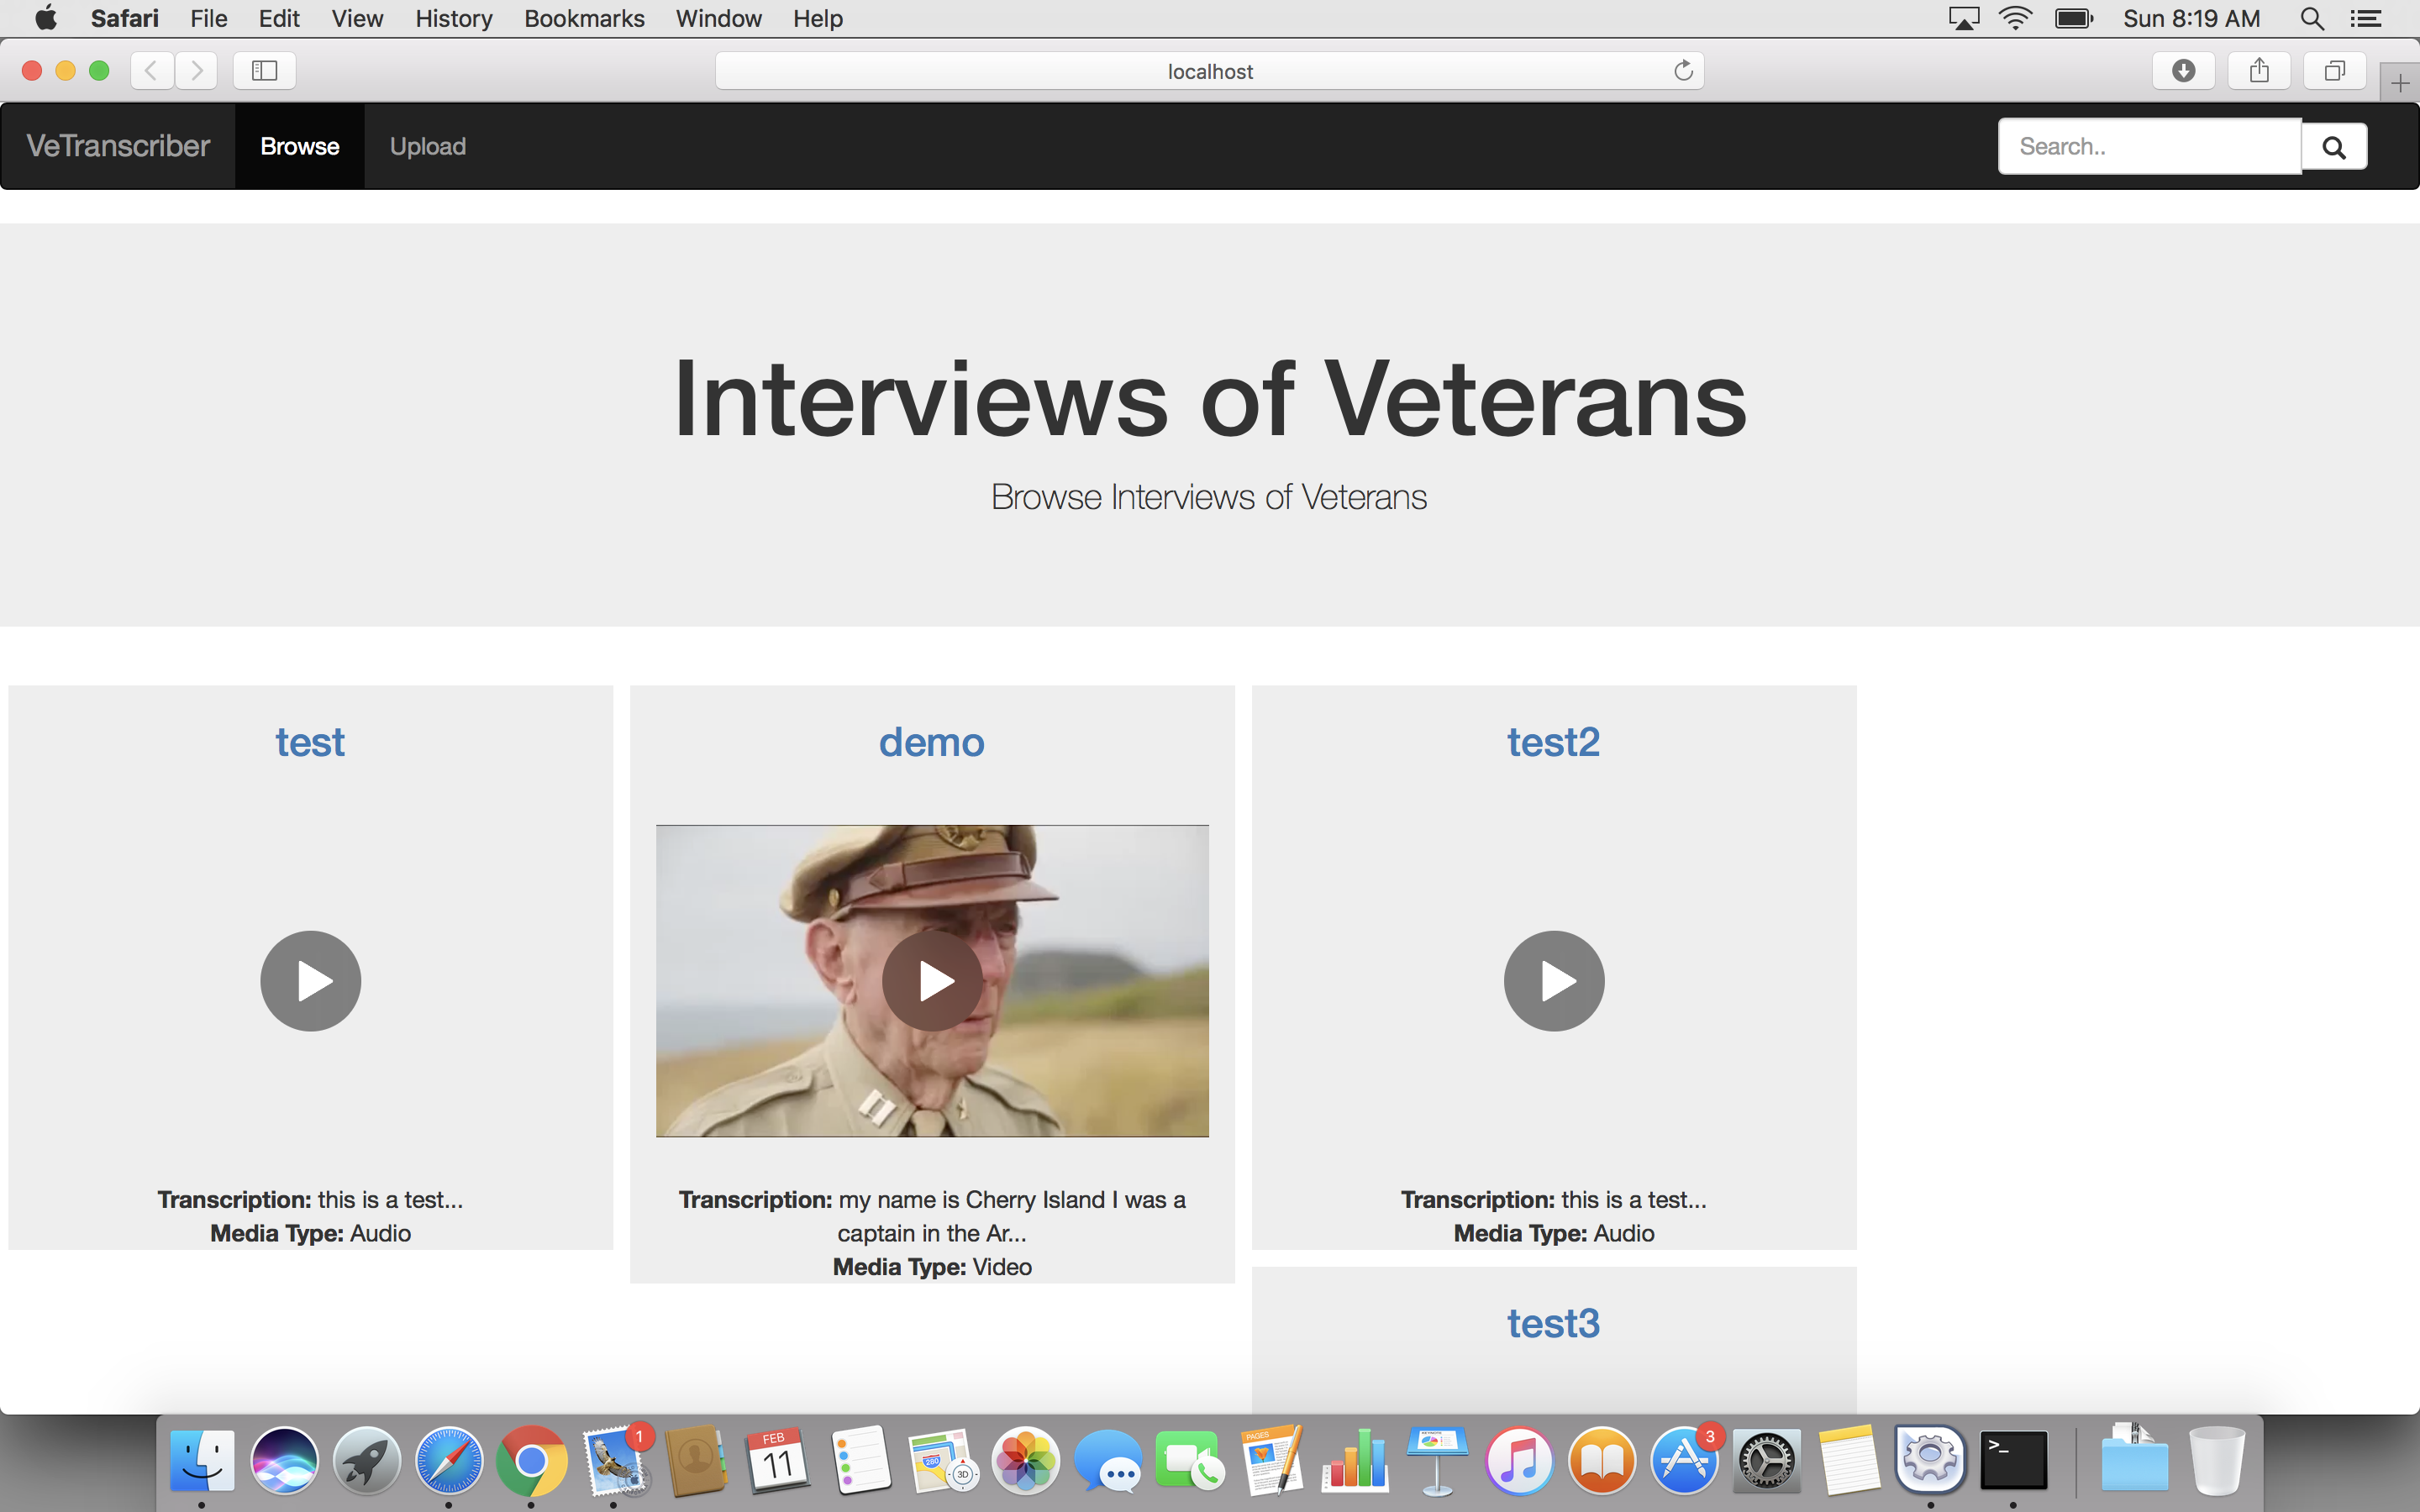 Safari File Edit View History Bookmarks Window Help Sun 8:19 AM
localhost
VeTranscriber Browse Upload Search..
Interviews of Veterans
Browse Interviews of Veterans
test
demo
test2
Transcription: this is a test...
Media Type: Audio
Transcription: my name is Cherry Island I was a
captain in the Ar...
Media Type: Video
Transcription: this is a test...
Media Type: Audio
test3
1
FEB
11
280
3D
PAGES
3
>_